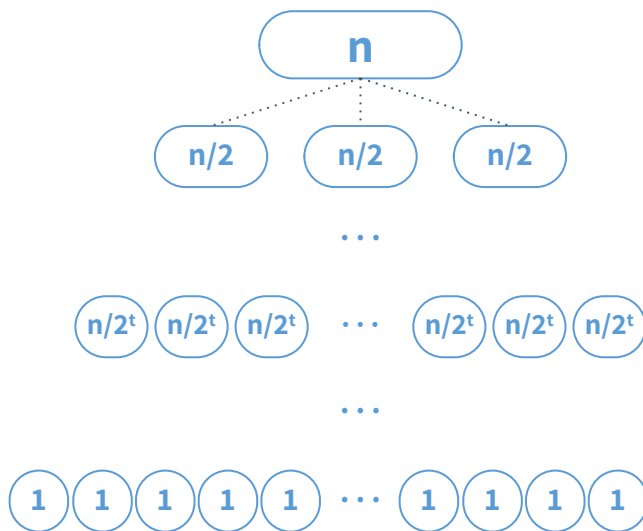 n
n/2 n/2 n/2
...
n/2ᵗ n/2ᵗ n/2ᵗ ... n/2ᵗ n/2ᵗ n/2ᵗ
...
1 1 1 1 1 ... 1 1 1 1